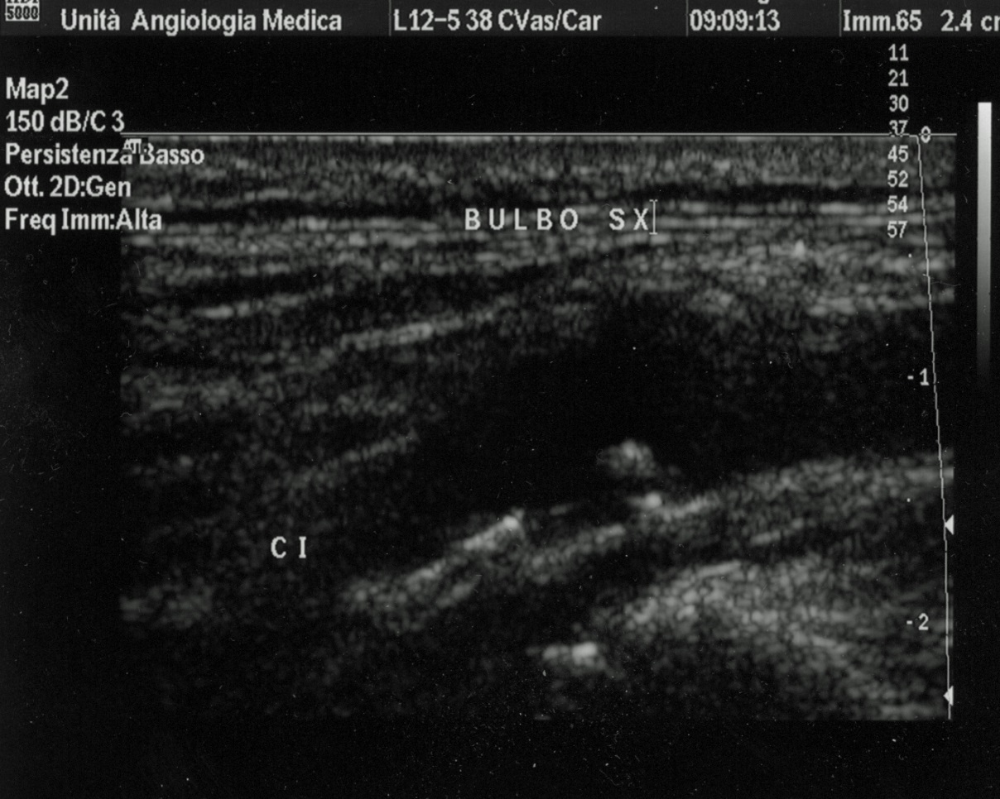 5000
Unità Angiologia Medica L12-5 38 CVas/Car 09:09:13 Imm.65 2.4
11
21
30
37
45
52
54
57
Map2
150 dB/C 3
Persistenza Basso
Ott. 2D:Gen
Freq Imm:Alta
BULBO SX
CI
0
-1
-2